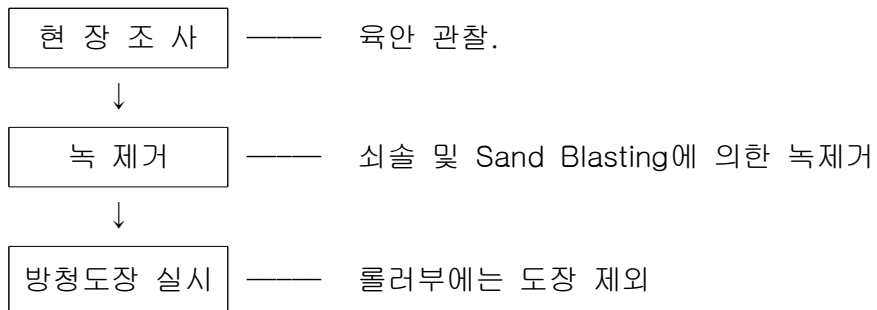 현 장 조 사 ─── 육안 관찰.
↓
녹 제거 ─── 쇠솔 및 Sand Blasting에 의한 녹제거
↓
방청도장 실시 ─── 롤러부에는 도장 제외